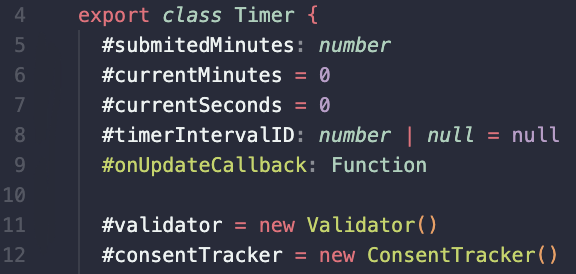 4 export class Timer {
5 #submitedMinutes: number
6 #currentMinutes = 0
7 #currentSeconds = 0
8 #timerIntervalID: number | null = null
9 #onUpdateCallback: Function
10
11 #validator = new Validator()
12 #consentTracker = new ConsentTracker()